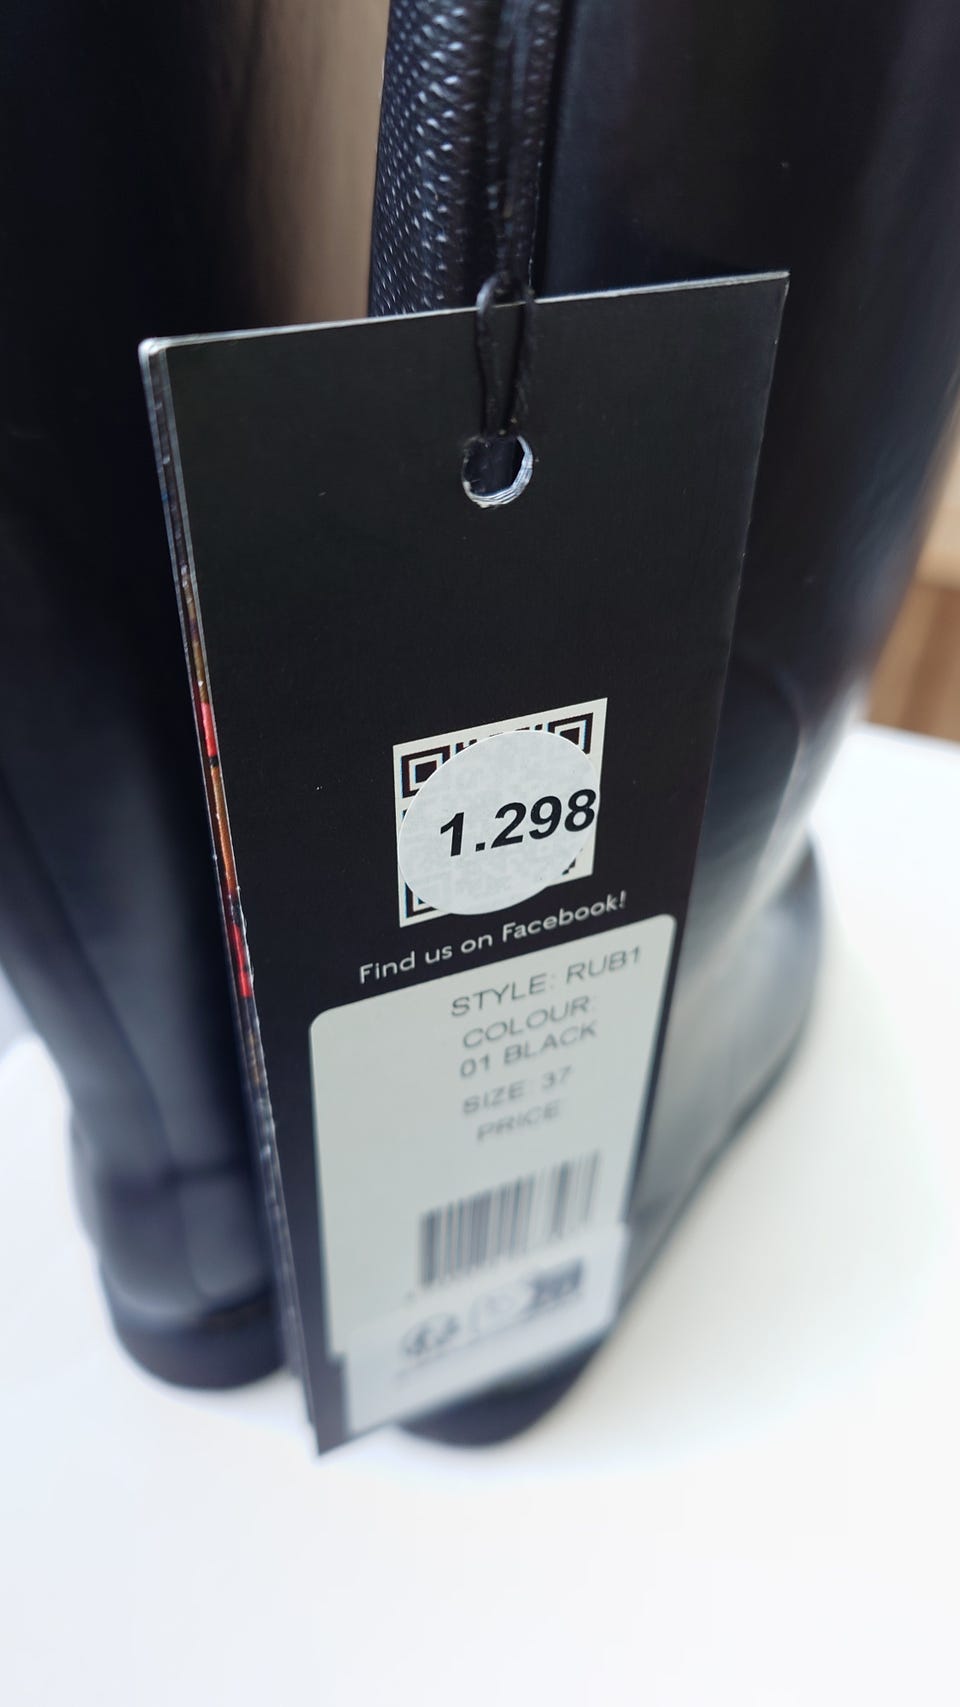 1.298
Find us on Facebook!
STYLE: RUB1
COLOUR:
01 BLACK
SIZE: 37
PRICE: